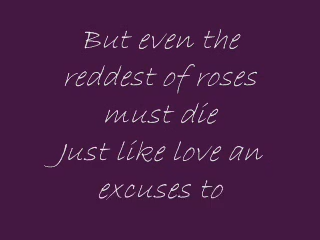 But even the
reddest of roses
must die
Just like love an
excuses to